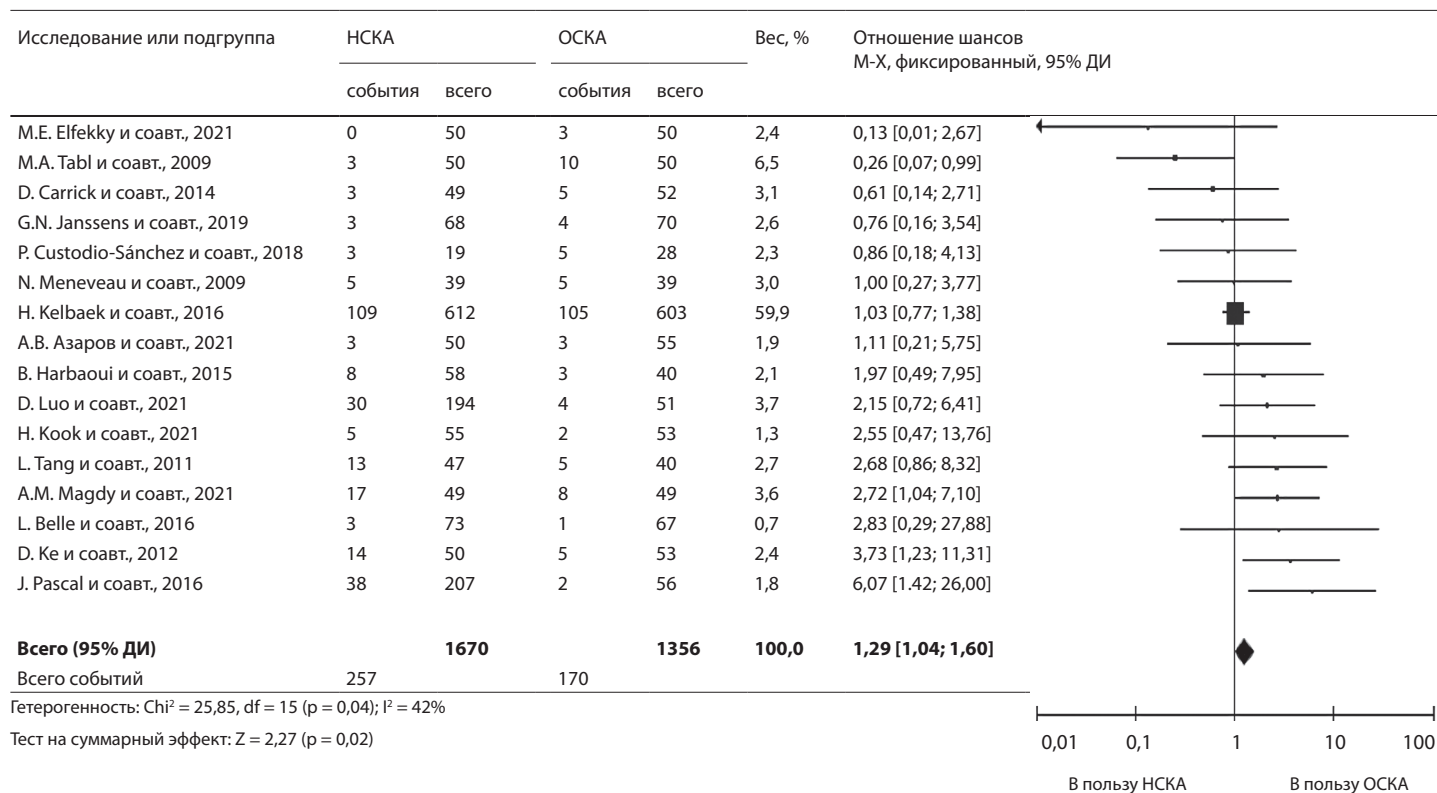 Исследование или подгруппа НСКА ОСКА Вес, % Отношение шансов
М-Х, фиксированный, 95% ДИ
события всего события всего
M.E. Elfekky и соавт., 2021 0 50 3 50 2,4 0,13 [0,01; 2,67]
M.A. Tabl и соавт., 2009 3 50 10 50 6,5 0,26 [0,07; 0,99]
D. Carrick и соавт., 2014 3 49 5 52 3,1 0,61 [0,14; 2,71]
G.N. Janssens и соавт., 2019 3 68 4 70 2,6 0,76 [0,16; 3,54]
P. Custodio-Sánchez и соавт., 2018 3 19 5 28 2,3 0,86 [0,18; 4,13]
N. Meneveau и соавт., 2009 5 39 5 39 3,0 1,00 [0,27; 3,77]
H. Kelbaek и соавт., 2016 109 612 105 603 59,9 1,03 [0,77; 1,38]
А.В. Азаров и соавт., 2021 3 50 3 55 1,9 1,11 [0,21; 5,75]
B. Harbaoui и соавт., 2015 8 58 3 40 2,1 1,97 [0,49; 7,95]
D. Luo и соавт., 2021 30 194 4 51 3,7 2,15 [0,72; 6,41]
H. Kook и соавт., 2021 5 55 2 53 1,3 2,55 [0,47; 13,76]
L. Tang и соавт., 2011 13 47 5 40 2,7 2,68 [0,86; 8,32]
A.M. Magdy и соавт., 2021 17 49 8 49 3,6 2,72 [1,04; 7,10]
L. Belle и соавт., 2016 3 73 1 67 0,7 2,83 [0,29; 27,88]
D. Ke и соавт., 2012 14 50 5 53 2,4 3,73 [1,23; 11,31]
J. Pascal и соавт., 2016 38 207 2 56 1,8 6,07 [1.42; 26,00]
Всего (95% ДИ) 1670 1356 100,0 1,29 [1,04; 1,60]
Всего событий 257 170
Гетерогенность: Chi² = 25,85, df = 15 (p = 0,04); I² = 42%
Тест на суммарный эффект: Z = 2,27 (p = 0,02)
0,01 0,1 1 10 100
В пользу НСКА В пользу ОСКА